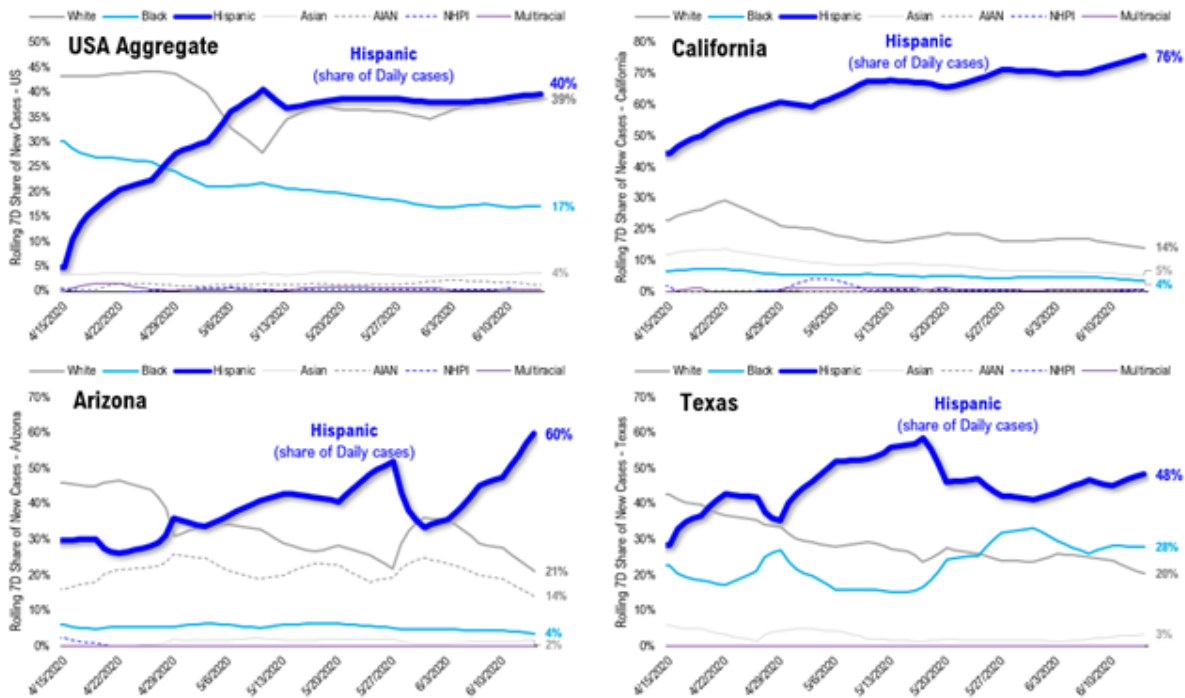 White Black Hispanic Asian AIAN NHPI Multiracial
USA Aggregate
Hispanic
(share of Daily cases)
Rolling 7D Share of New Cases - US
50%
45%
40%
35%
30%
25%
20%
15%
10%
5%
0%
40%
39%
17%
4%
4/15/2020 4/22/2020 4/29/2020 5/6/2020 5/13/2020 5/20/2020 5/27/2020 6/3/2020 6/10/2020
White Black Hispanic Asian AIAN NHPI Multiracial
California
Hispanic
(share of Daily cases)
Rolling 7D Share of New Cases - California
80%
70%
60%
50%
40%
30%
20%
10%
0%
76%
14%
5%
4%
4/15/2020 4/22/2020 4/29/2020 5/6/2020 5/13/2020 5/20/2020 5/27/2020 6/3/2020 6/10/2020
White Black Hispanic Asian AIAN NHPI Multiracial
Arizona
Hispanic
(share of Daily cases)
Rolling 7D Share of New Cases - Arizona
70%
60%
50%
40%
30%
20%
10%
0%
60%
21%
14%
4%
2%
4/15/2020 4/22/2020 4/29/2020 5/6/2020 5/13/2020 5/20/2020 5/27/2020 6/3/2020 6/10/2020
White Black Hispanic Asian AIAN NHPI Multiracial
Texas
Hispanic
(share of Daily cases)
Rolling 7D Share of New Cases - Texas
70%
60%
50%
40%
30%
20%
10%
0%
48%
28%
20%
3%
4/15/2020 4/22/2020 4/29/2020 5/6/2020 5/13/2020 5/20/2020 5/27/2020 6/3/2020 6/10/2020